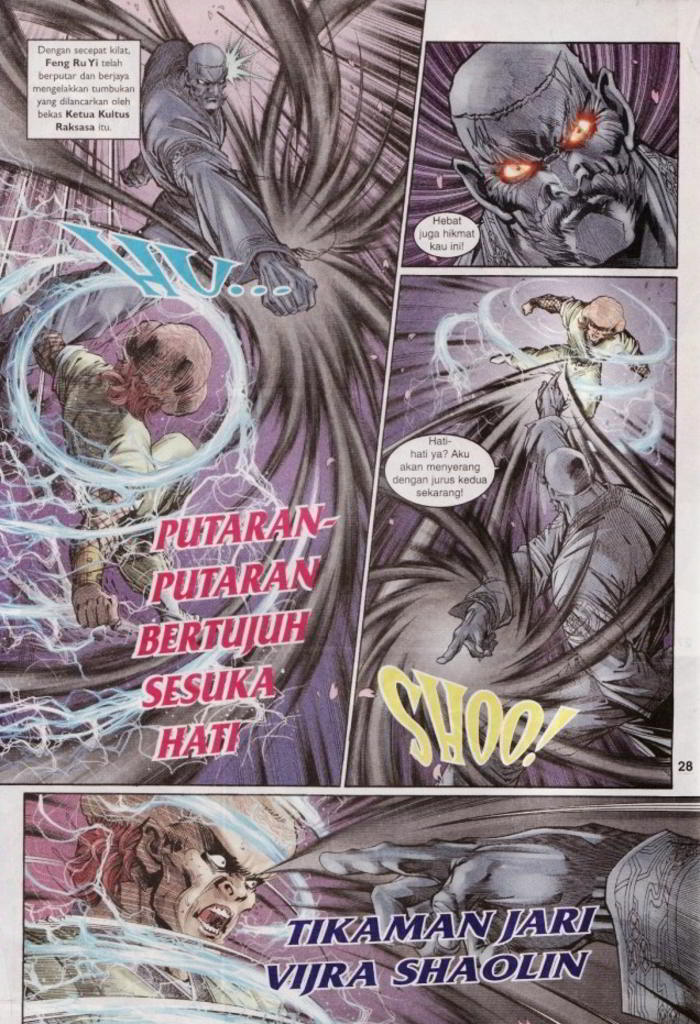 Dengan secepat kilat,
Feng Ru Yi telah
berputar dan berjaya
mengelakkan tumbukan
yang dilancarkan oleh
bekas Ketua Kultus
Raksasa itu.
HU...
PUTARAN-
PUTARAN
BERTUJUH
SESUKA
HATI
Hebat
juga hikmat
kau ini!
Hati-
hati ya? Aku
akan menyerang
dengan jurus kedua
sekarang!
SHOO!
28
TIKAMAN JARI
VIJRA SHAOLIN